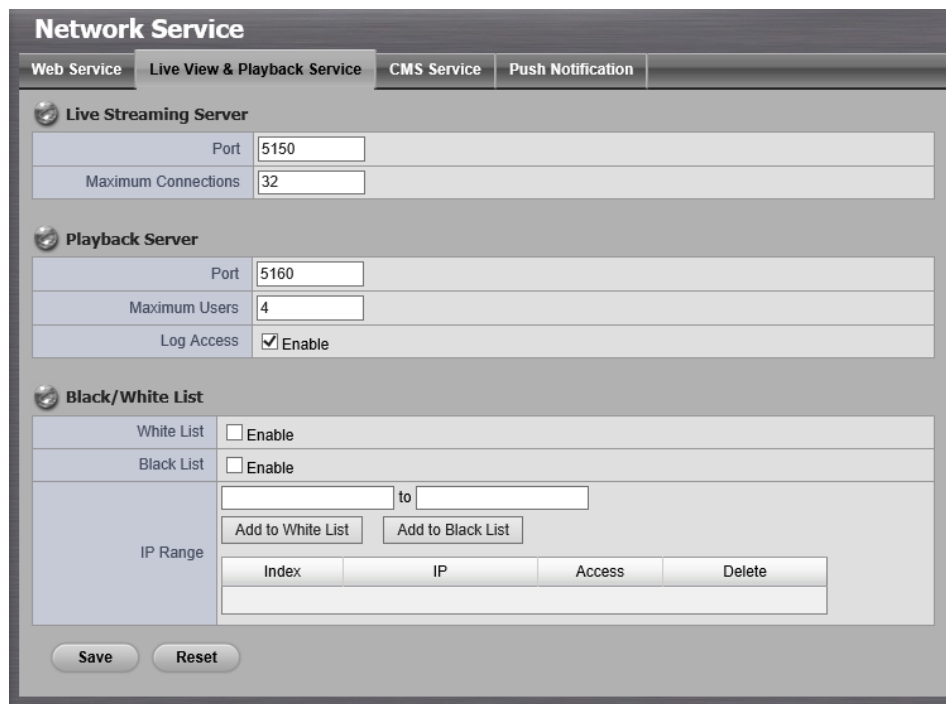 Network Service
Web Service Live View & Playback Service CMS Service Push Notification
Live Streaming Server
Port 5150
Maximum Connections 32
Playback Server
Port 5160
Maximum Users 4
Log Access Enable
Black/White List
White List Enable
Black List Enable
IP Range
to
Add to White List Add to Black List
Index IP Access Delete
Save Reset